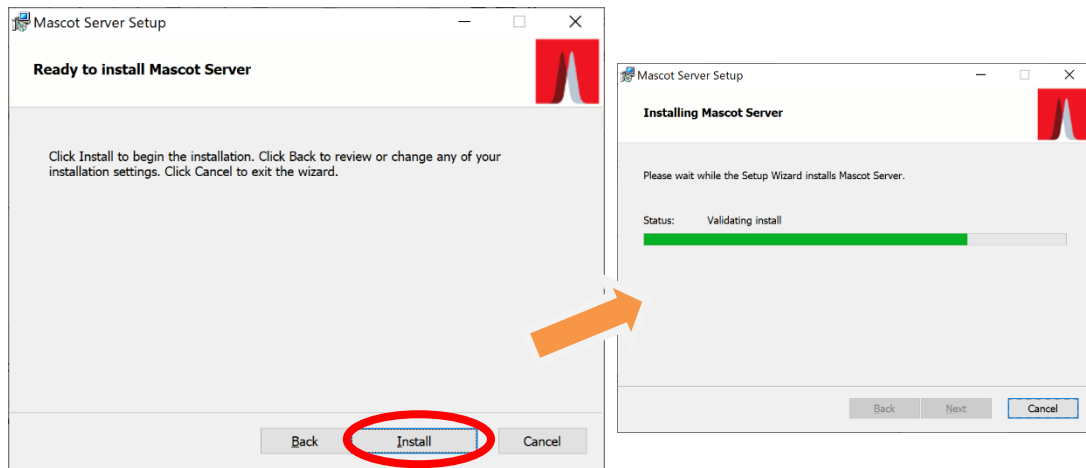 Mascot Server Setup
Ready to install Mascot Server
Click Install to begin the installation. Click Back to review or change any of your
installation settings. Click Cancel to exit the wizard.
Back Install Cancel
Mascot Server Setup
Installing Mascot Server
Please wait while the Setup Wizard installs Mascot Server.
Status: Validating install
Back Next Cancel